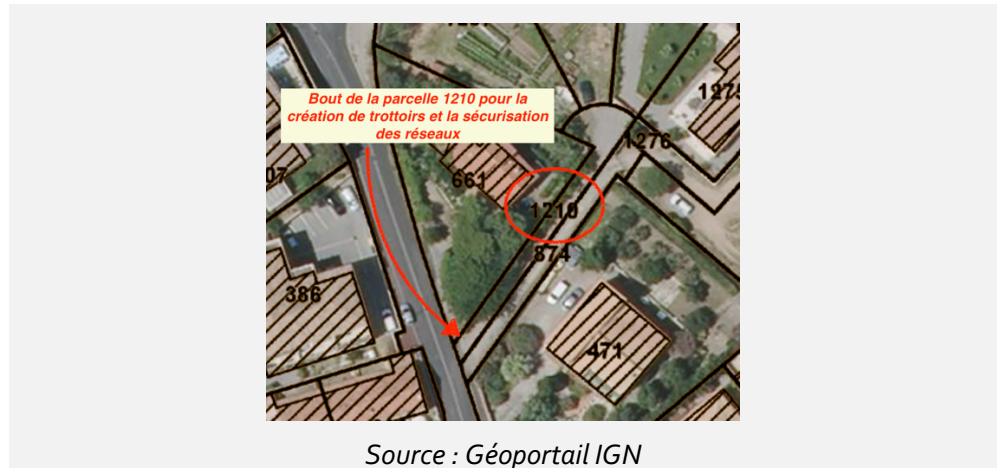 Bout de la parcelle 1210 pour la
création de trottoirs et la sécurisation
des réseaux
1275
1276
07
661
1210
874
386
471
Source : Géoportail IGN